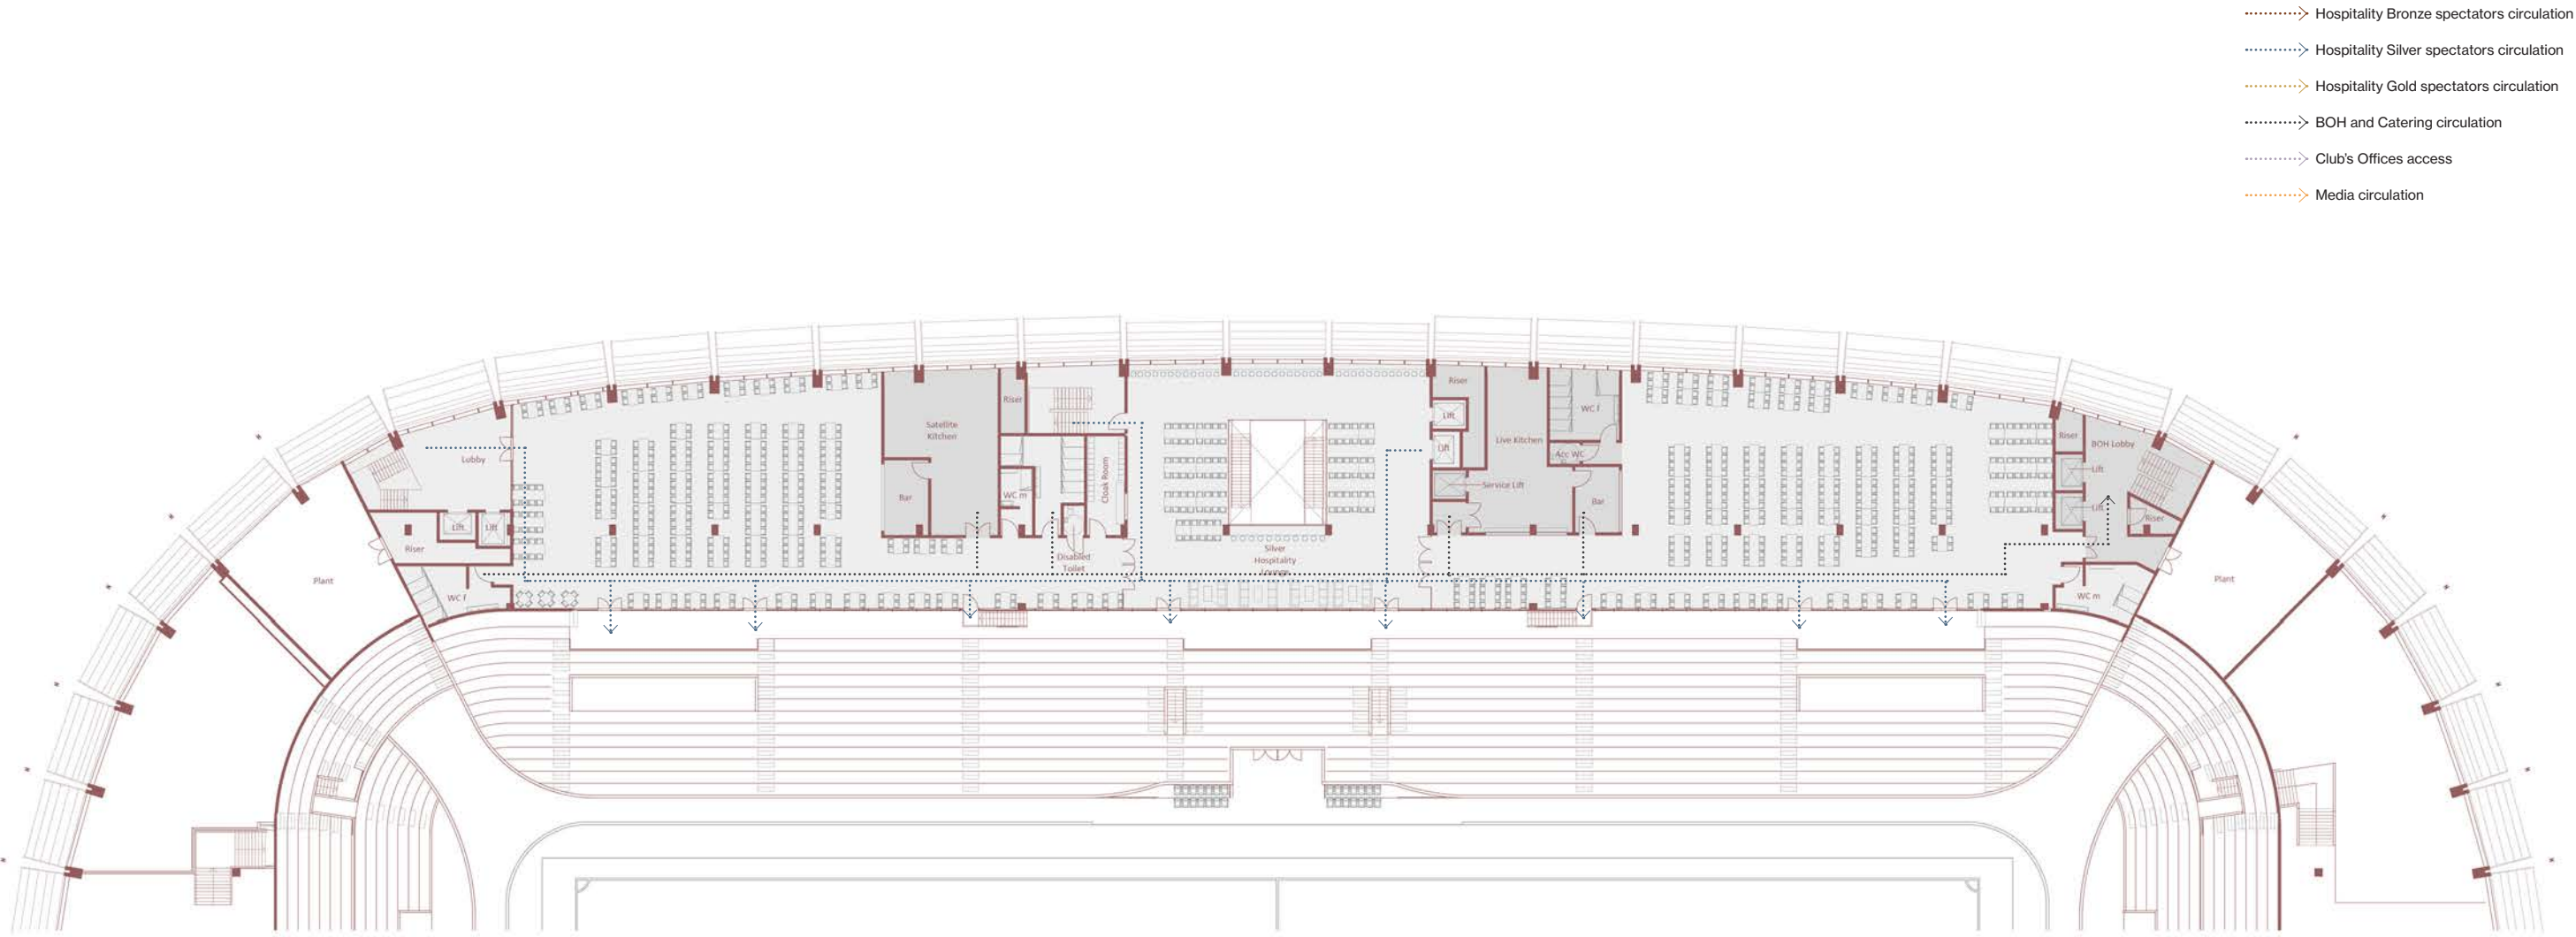 Hospitality Bronze spectators circulation
Hospitality Silver spectators circulation
Hospitality Gold spectators circulation
BOH and Catering circulation
Club's Offices access
Media circulation
Lobby
Lift
Lift
Riser
Plant
WC f
Satellite
Kitchen
Bar
Riser
WC m
Cloak Room
Disabled
Toilet
Silver
Hospitality
Lounge
Riser
Lift
Lift
Live Kitchen
WC f
Acc WC
Service Lift
Bar
Riser
BOH Lobby
Lift
Lift
Riser
WC m
Plant